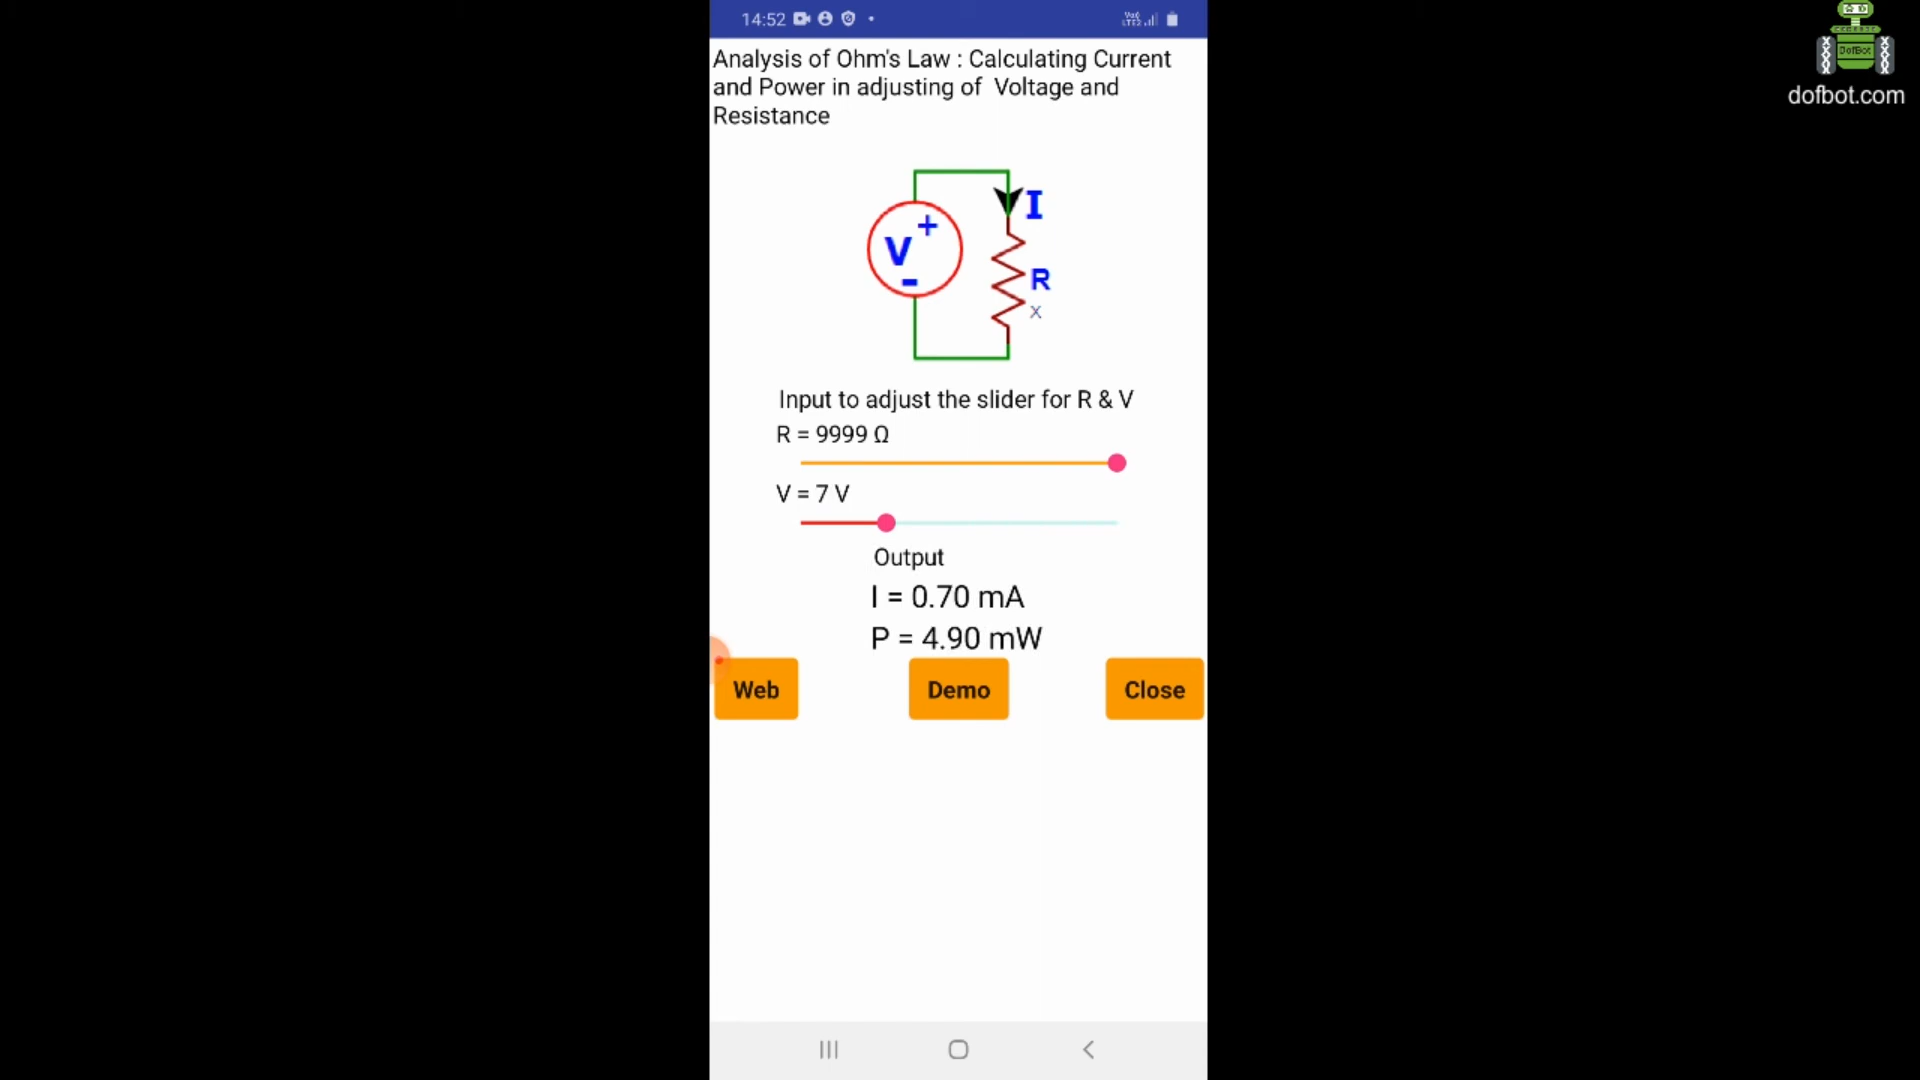 14:52
dofbot.com
Analysis of Ohm's Law : Calculating Current
and Power in adjusting of  Voltage and
Resistance
I
V + -
R
X
Input to adjust the slider for R & V
R = 9999 Ω
V = 7 V
Output
I = 0.70 mA
P = 4.90 mW
Web
Demo
Close